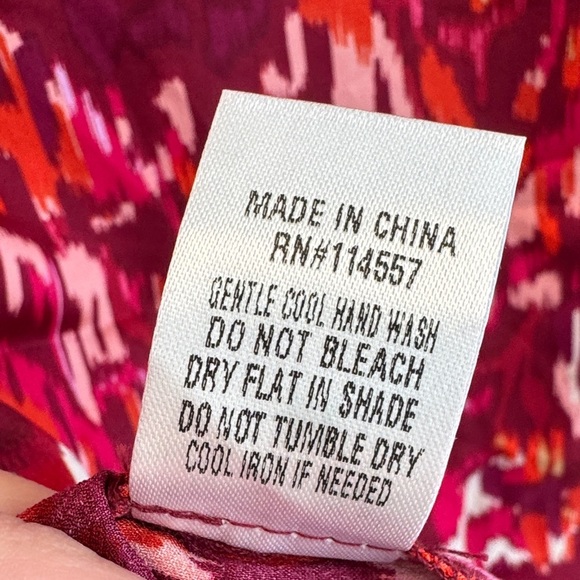 MADE IN CHINA
RN#114557
GENTLE COOL HAND WASH
DO NOT BLEACH
DRY FLAT IN SHADE
DO NOT TUMBLE DRY
COOL IRON IF NEEDED